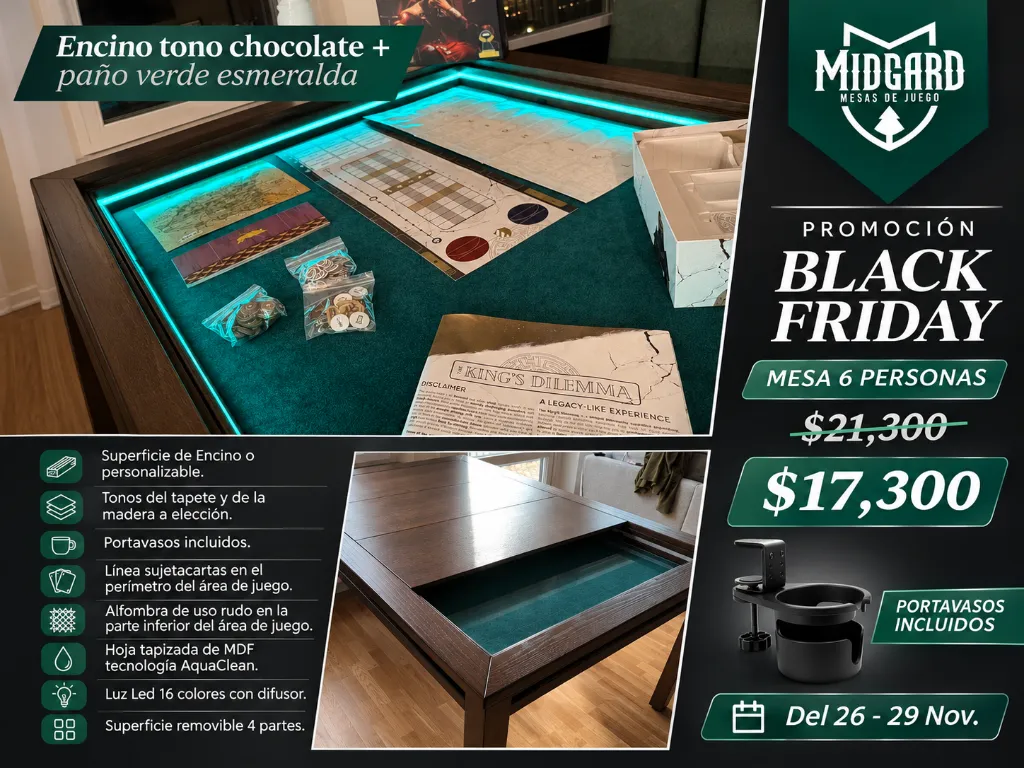 Encino tono chocolate +
paño verde esmeralda
MIDGARD
MESAS DE JUEGO
PROMOCIÓN
BLACK
FRIDAY
MESA 6 PERSONAS
$21,300
$17,300
PORTAVASOS
INCLUIDOS
Del 26 - 29 Nov.
THE KING'S DILEMMA
DISCLAIMER
A LEGACY-LIKE EXPERIENCE
Superficie de Encino o
personalizable.
Tonos del tapete y de la
madera a elección.
Portavasos incluidos.
Línea sujetacartas en el
perímetro del área de juego.
Alfombra de uso rudo en la
parte inferior del área de juego.
Hoja tapizada de MDF
tecnología AquaClean.
Luz Led 16 colores con difusor.
Superficie removible 4 partes.